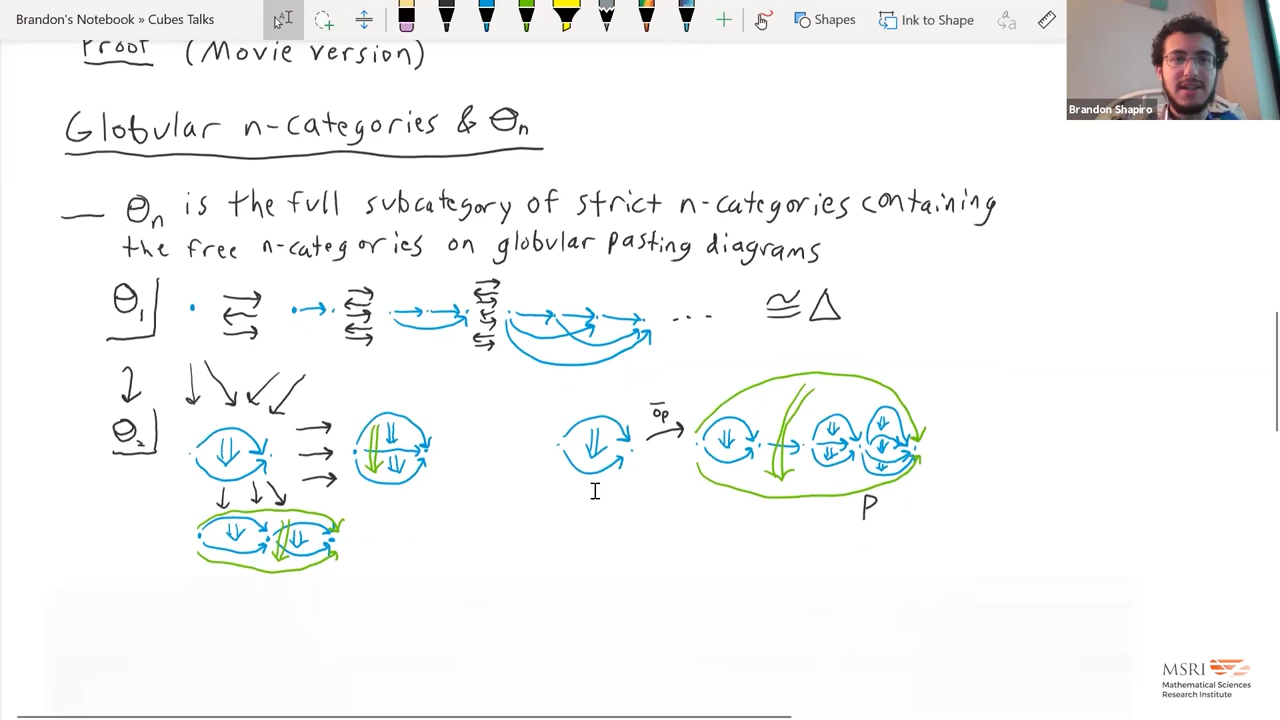 Brandon's Notebook » Cubes Talks
Shapes
Ink to Shape
Brandon Shapiro
Proof (Movie version)
Globular n-categories & Θn
— Θn is the full subcategory of strict n-categories containing
the free n-categories on globular pasting diagrams
Θ1
... ≅ Δ
Θ2
op
P
MSRI
Mathematical Sciences
Research Institute